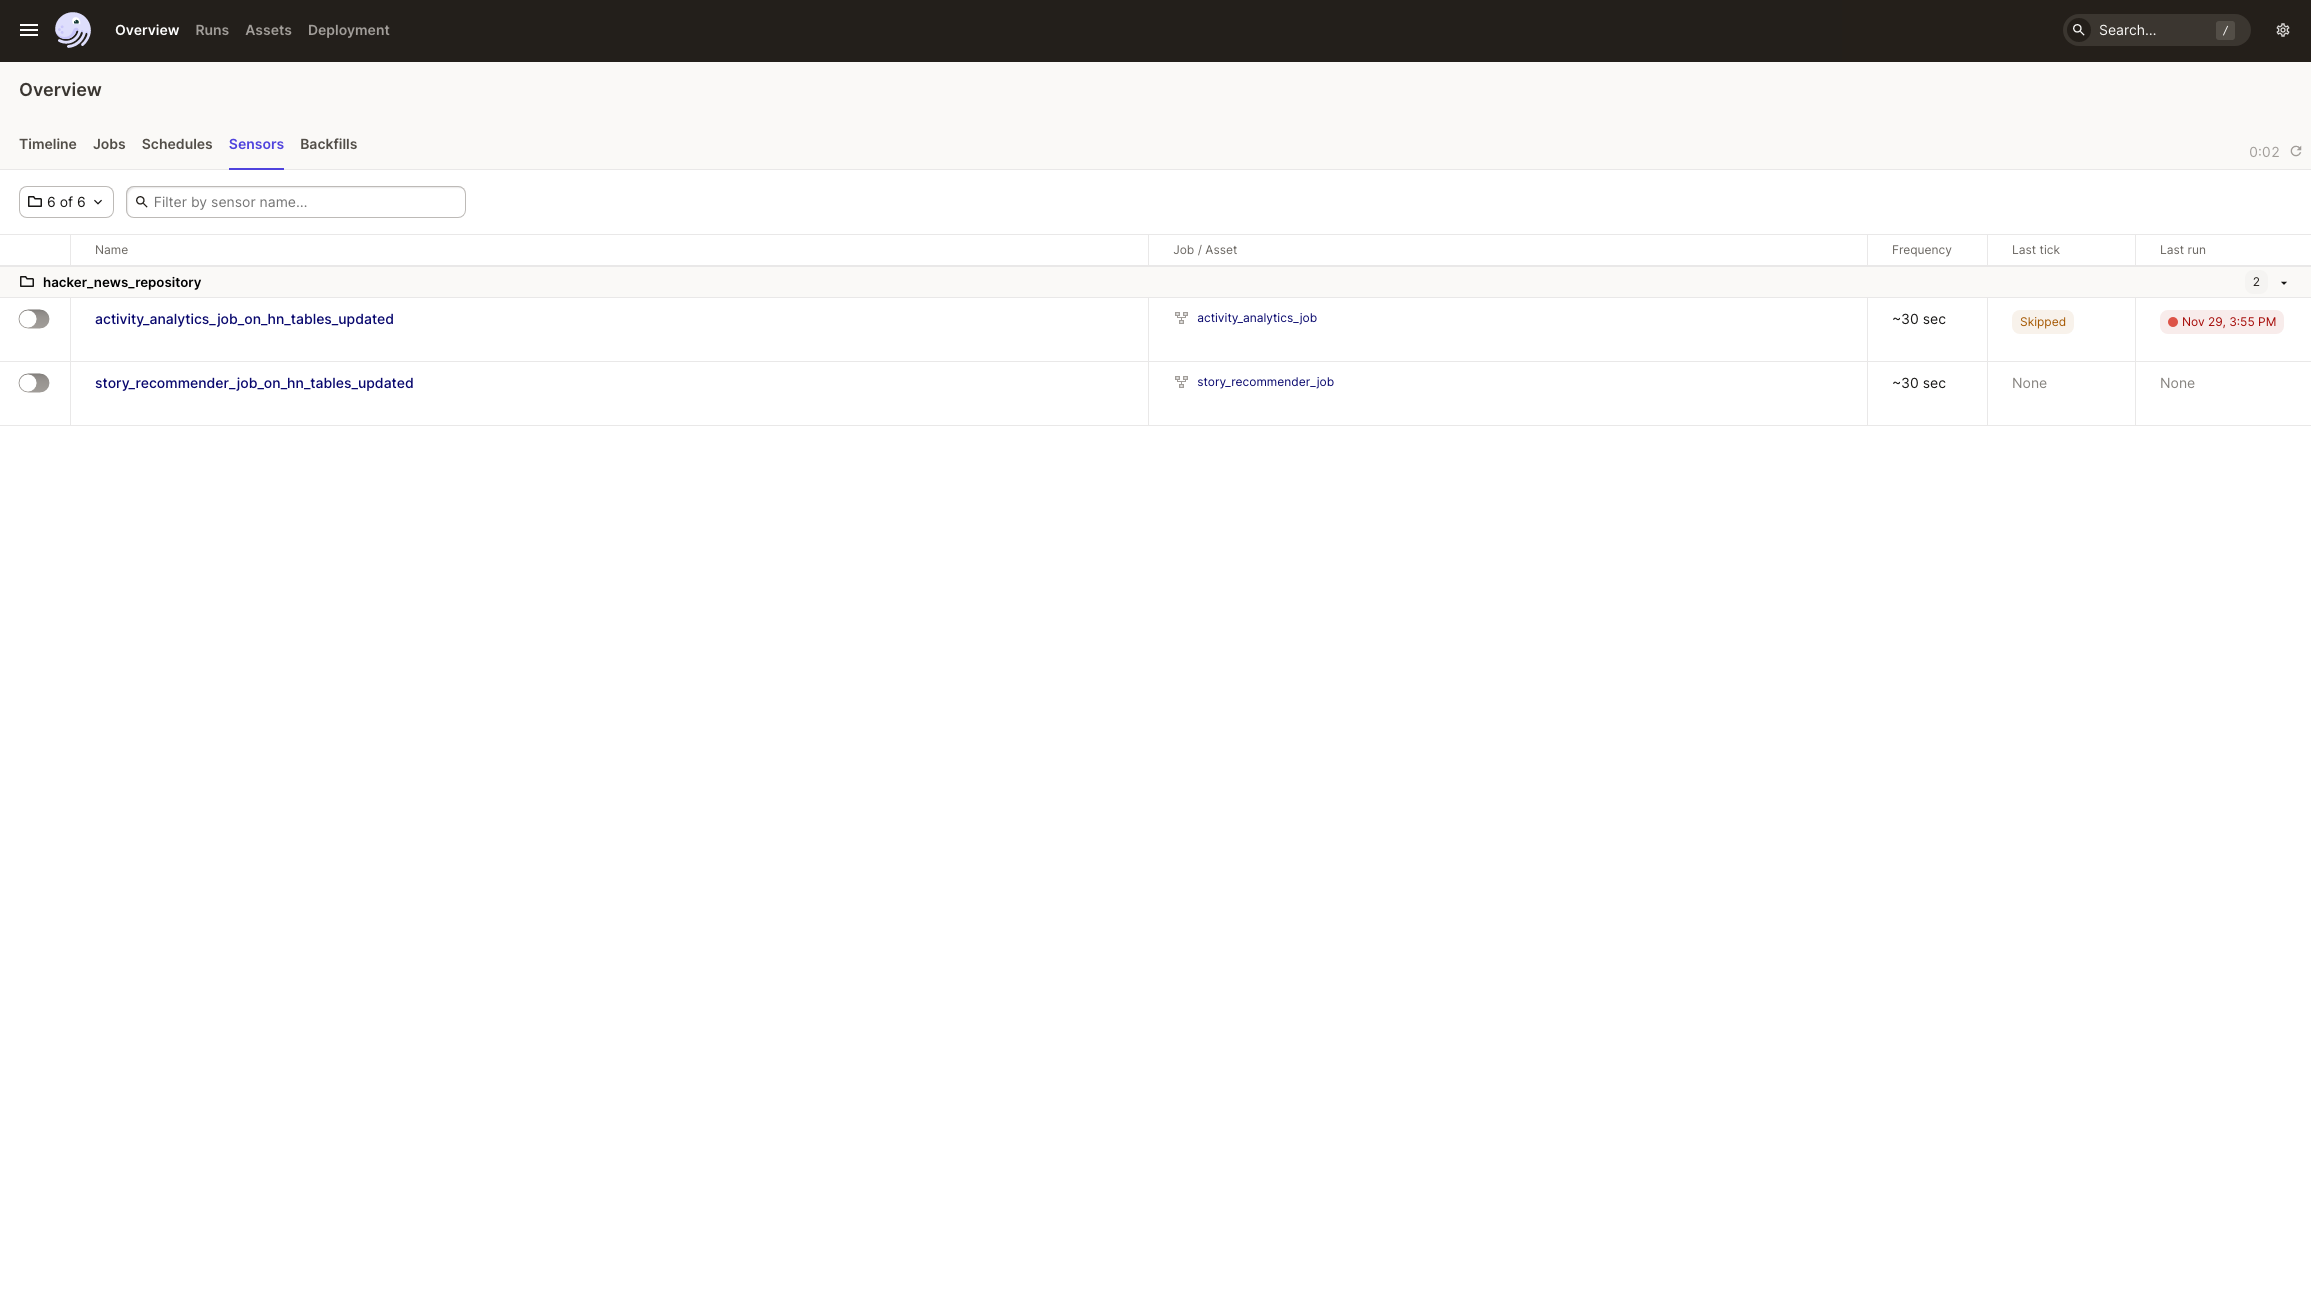 Overview Runs Assets Deployment Search... /
Overview
Timeline Jobs Schedules Sensors Backfills 0:02
6 of 6 Filter by sensor name...
Name Job / Asset Frequency Last tick Last run
hacker_news_repository 2
activity_analytics_job_on_hn_tables_updated activity_analytics_job ~30 sec Skipped Nov 29, 3:55 PM
story_recommender_job_on_hn_tables_updated story_recommender_job ~30 sec None None